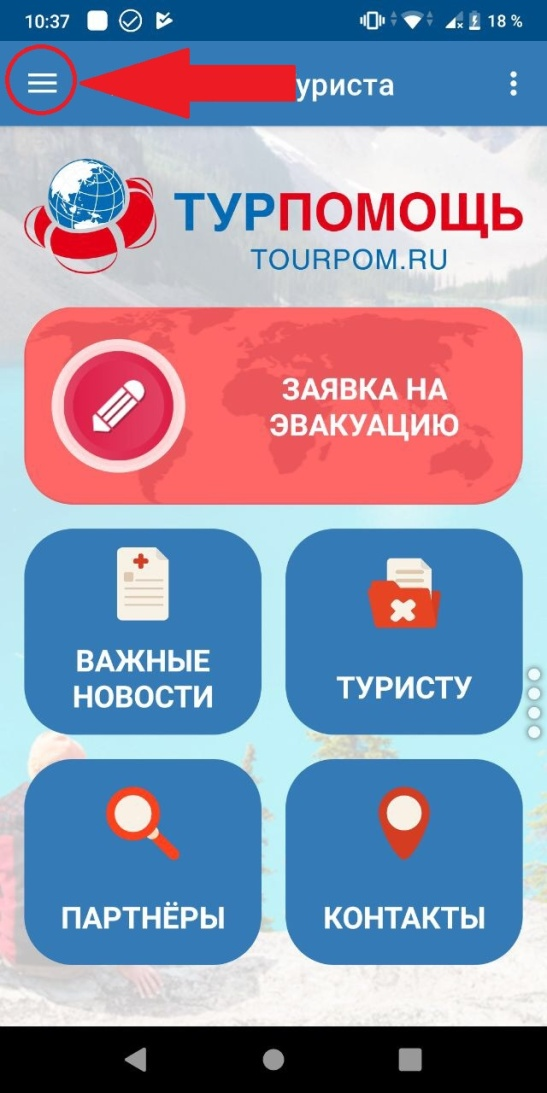 10:37
18 %
уриста
ТУРПОМОЩЬ
TOURPOM.RU
ЗАЯВКА НА
ЭВАКУАЦИЮ
ВАЖНЫЕ
НОВОСТИ
ТУРИСТУ
ПАРТНЁРЫ
КОНТАКТЫ